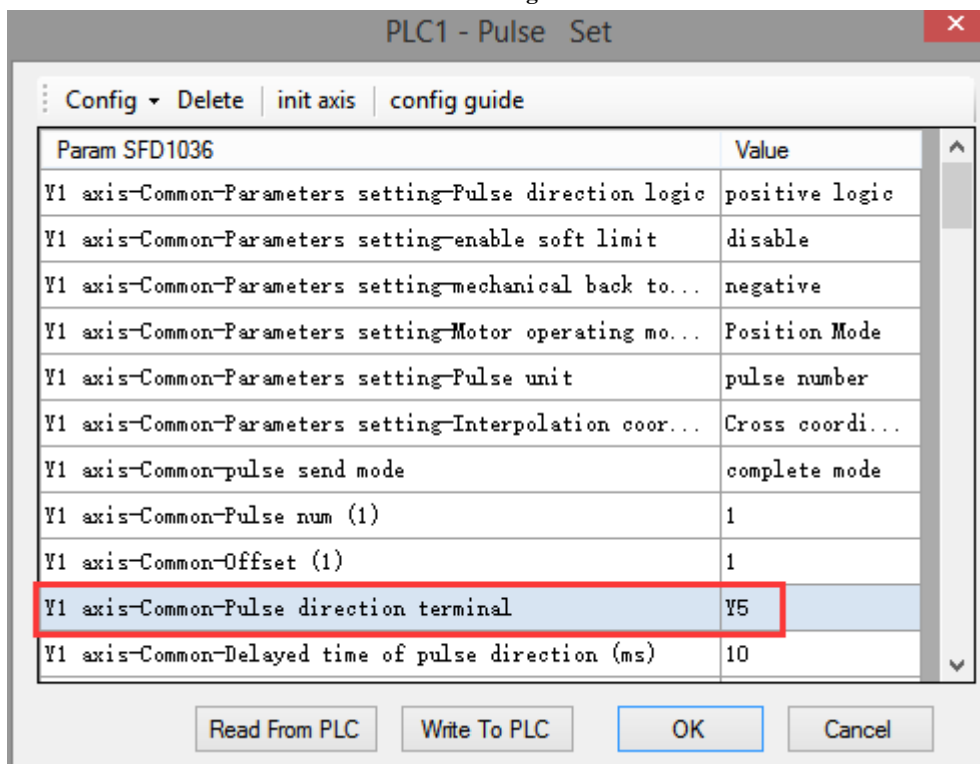 PLC1 - Pulse Set
Config Delete init axis config guide
Param SFD1036 Value
Y1 axis-Common-Parameters setting-Pulse direction logic positive logic
Y1 axis-Common-Parameters setting-enable soft limit disable
Y1 axis-Common-Parameters setting-mechanical back to... negative
Y1 axis-Common-Parameters setting-Motor operating mo... Position Mode
Y1 axis-Common-Parameters setting-Pulse unit pulse number
Y1 axis-Common-Parameters setting-Interpolation coor... Cross coordi...
Y1 axis-Common-pulse send mode complete mode
Y1 axis-Common-Pulse num (1) 1
Y1 axis-Common-Offset (1) 1
Y1 axis-Common-Pulse direction terminal Y5
Y1 axis-Common-Delayed time of pulse direction (ms) 10
Read From PLC Write To PLC OK Cancel